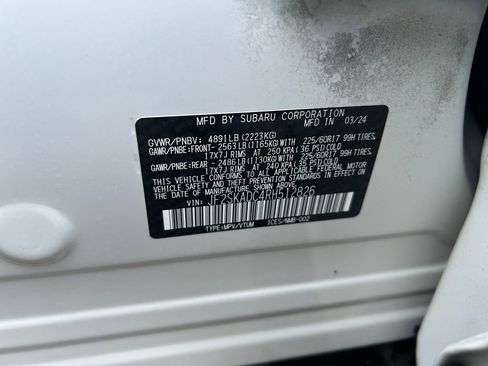 MFD BY SUBARU CORPORATION IN 03/24
GVWR/PNBV: 4891LB(2223KG)
GAWR/PNBE:FRONT- 2563LB(1165KG)WITH 225/60R17 99H TIRES,
17X7J RIMS AT 250 KPA(36 PSI)COLD
GAWR/PNBE:REAR - 2486LB(1130KG)WITH 225/60R17 99H TIRES,
17X7J RIMS AT 240 KPA(35 PSI)COLD
THIS VEHICLE CONFORMS TO ALL APPLICABLE FEDERAL MOTOR
VEHICLE SAFETY AND THEFT PREVENTION STANDARDS IN EFFECT ON THE
DATE OF MANUFACTURE SHOWN ABOVE.
VIN: JF2SKADC4RH512826
TYPE:MPV/VTUM ICES/NMB-002